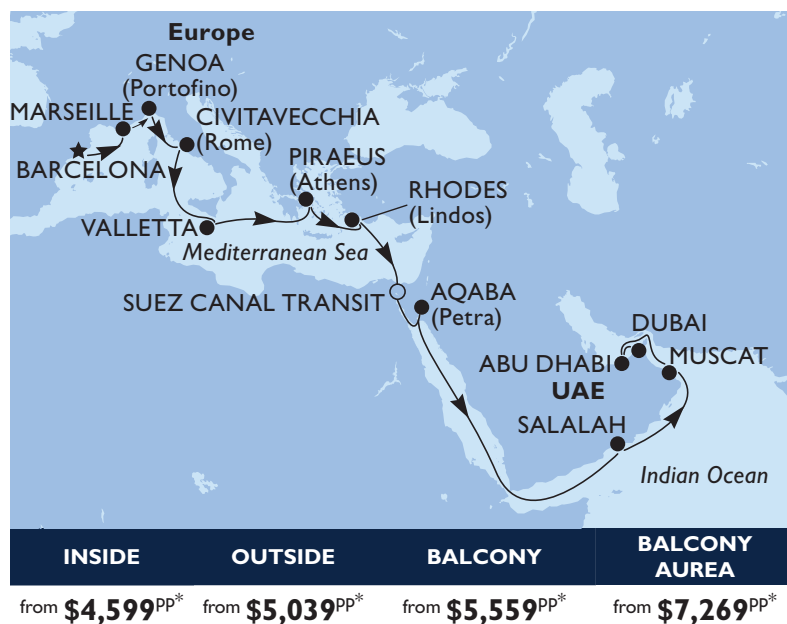 Europe
GENOA
(Portofino)
MARSEILLE
CIVITAVECCHIA
(Rome)
BARCELONA
PIRAEUS
(Athens)
RHODES
(Lindos)
VALLETTA
Mediterranean Sea
SUEZ CANAL TRANSIT
AQABA
(Petra)
DUBAI
ABU DHABI
MUSCAT
UAE
SALALAH
Indian Ocean
INSIDE
from $4,599PP*
OUTSIDE
from $5,039PP*
BALCONY
from $5,559PP*
BALCONY
AUREA
from $7,269PP*